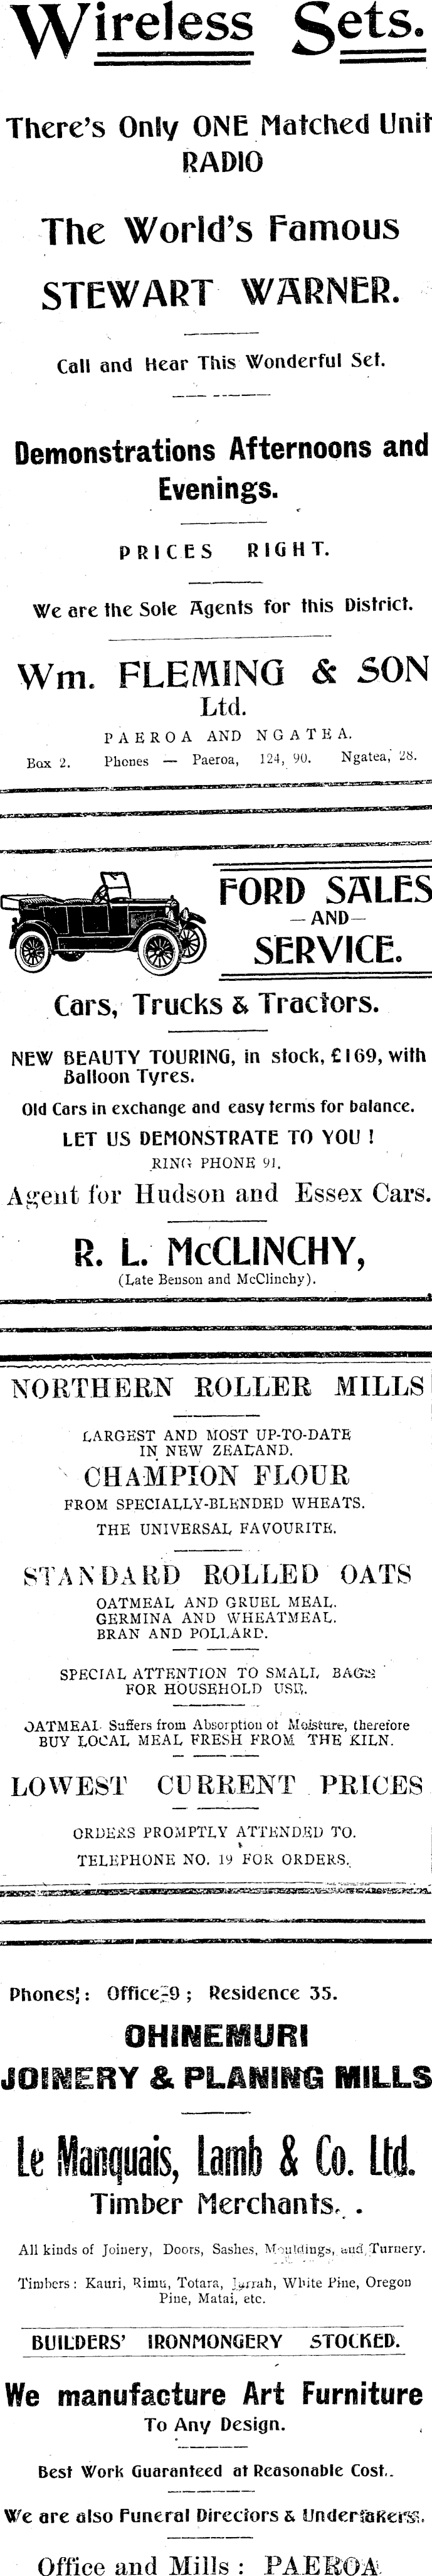 Wireless Sets.
There's Only ONE Matched Unit
RADIO
The World's Famous
STEWART WARNER.
Call and Hear This Wonderful Set.
Demonstrations Afternoons and
Evenings.
PRICES RIGHT.
We are the Sole Agents for this District.
Wm. FLEMING & SON
Ltd.
PAEROA AND NGATEA.
Box 2. Phones — Paeroa, 124, 90. Ngatea, 28.
FORD SALES
—AND—
SERVICE.
Cars, Trucks & Tractors.
NEW BEAUTY TOURING, in stock, £169, with
Balloon Tyres.
Old Cars in exchange and easy terms for balance.
LET US DEMONSTRATE TO YOU !
RING PHONE 91.
Agent for Hudson and Essex Cars.
R. L. McCLINCHY,
(Late Benson and McClinchy).
NORTHERN ROLLER MILLS
LARGEST AND MOST UP-TO-DATE
IN NEW ZEALAND.
CHAMPION FLOUR
FROM SPECIALLY-BLENDED WHEATS.
THE UNIVERSAL FAVOURITE.
STANDARD ROLLED OATS
OATMEAL AND GRUEL MEAL.
GERMINA AND WHEATMEAL.
BRAN AND POLLARD.
SPECIAL ATTENTION TO SMALL BAGS
FOR HOUSEHOLD USE.
OATMEAL Suffers from Absorption of Moisture, therefore
BUY LOCAL MEAL FRESH FROM THE KILN.
LOWEST CURRENT PRICES
ORDERS PROMPTLY ATTENDED TO.
TELEPHONE NO. 19 FOR ORDERS.
Phones: Office 9 ; Residence 35.
OHINEMURI
JOINERY & PLANING MILLS
Le Manquais, Lamb & Co. Ltd.
Timber Merchants.
All kinds of Joinery, Doors, Sashes, Mouldings, and Turnery.
Timbers : Kauri, Rimu, Totara, Jarrah, White Pine, Oregon
Pine, Matai, etc.
BUILDERS' IRONMONGERY STOCKED.
We manufacture Art Furniture
To Any Design.
Best Work Guaranteed at Reasonable Cost.
We are also Funeral Directors & Undertakers.
Office and Mills : PAEROA